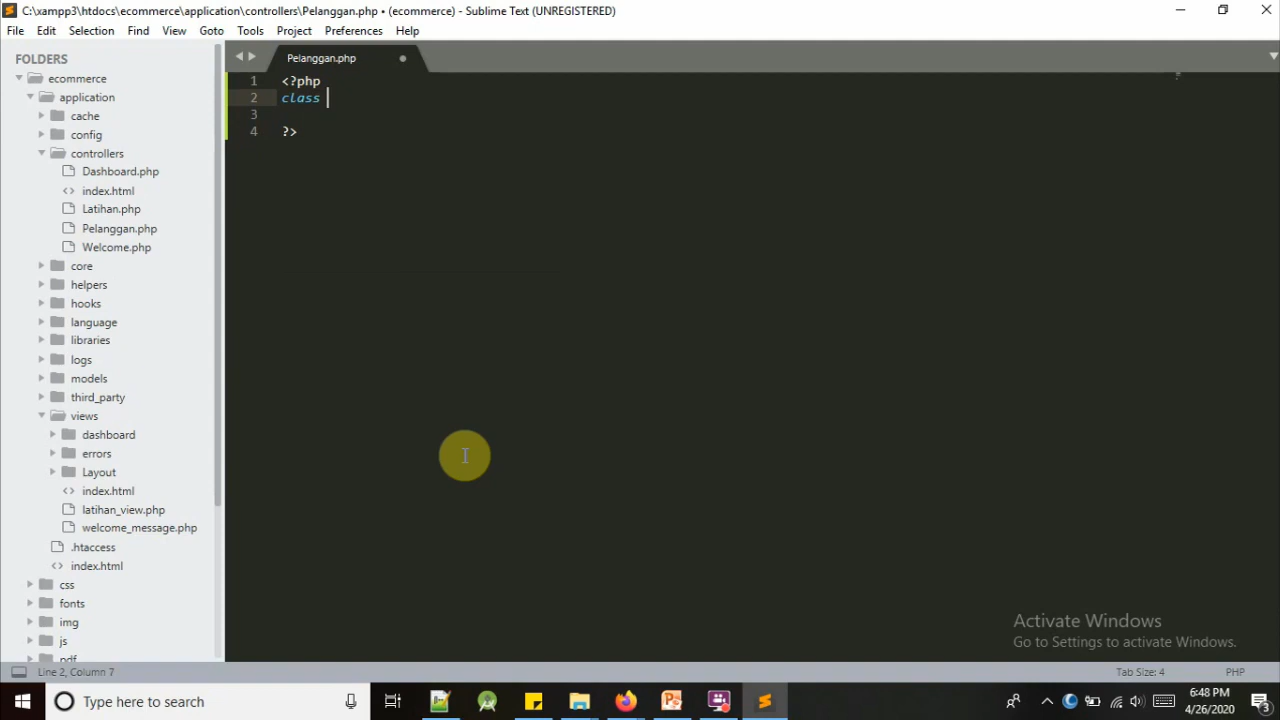 C:\xampp3\htdocs\ecommerce\application\controllers\Pelanggan.php • (ecommerce) - Sublime Text (UNREGISTERED)
File Edit Selection Find View Goto Tools Project Preferences Help
FOLDERS
ecommerce
application
cache
config
controllers
Dashboard.php
<> index.html
Latihan.php
Pelanggan.php
Welcome.php
core
helpers
hooks
language
libraries
logs
models
third_party
views
dashboard
errors
Layout
<> index.html
latihan_view.php
welcome_message.php
.htaccess
<> index.html
css
fonts
img
js
pdf
Pelanggan.php
1 <?php
2 class
3
4 ?>
Activate Windows
Go to Settings to activate Windows.
Line 2, Column 7
Tab Size: 4
PHP
Type here to search
6:48 PM
4/26/2020
3